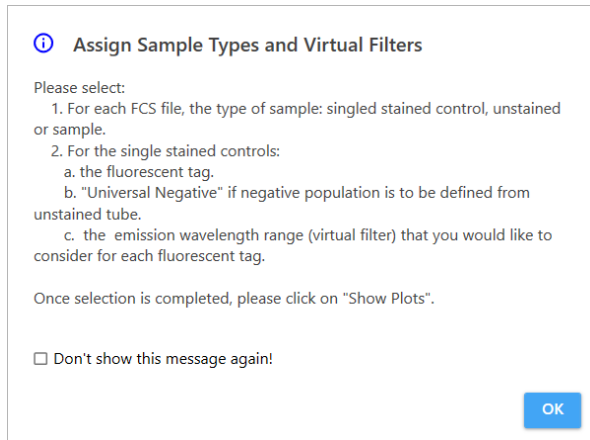 Assign Sample Types and Virtual Filters
Please select:
1. For each FCS file, the type of sample: singled stained control, unstained
or sample.
2. For the single stained controls:
a. the fluorescent tag.
b. "Universal Negative" if negative population is to be defined from
unstained tube.
c. the emission wavelength range (virtual filter) that you would like to
consider for each fluorescent tag.
Once selection is completed, please click on "Show Plots".
Don't show this message again!
OK